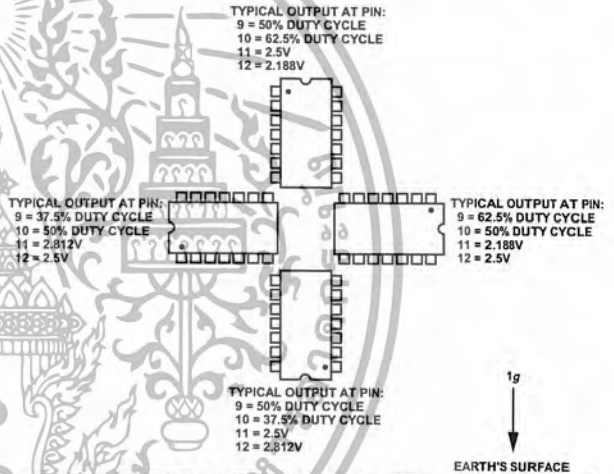 TYPICAL OUTPUT AT PIN:
9 = 50% DUTY CYCLE
10 = 62.5% DUTY CYCLE
11 = 2.5V
12 = 2.188V
TYPICAL OUTPUT AT PIN:
9 = 37.5% DUTY CYCLE
10 = 50% DUTY CYCLE
11 = 2.812V
12 = 2.5V
TYPICAL OUTPUT AT PIN:
9 = 62.5% DUTY CYCLE
10 = 50% DUTY CYCLE
11 = 2.188V
12 = 2.5V
TYPICAL OUTPUT AT PIN:
9 = 50% DUTY CYCLE
10 = 37.5% DUTY CYCLE
11 = 2.5V
12 = 2.812V
1g
EARTH'S SURFACE